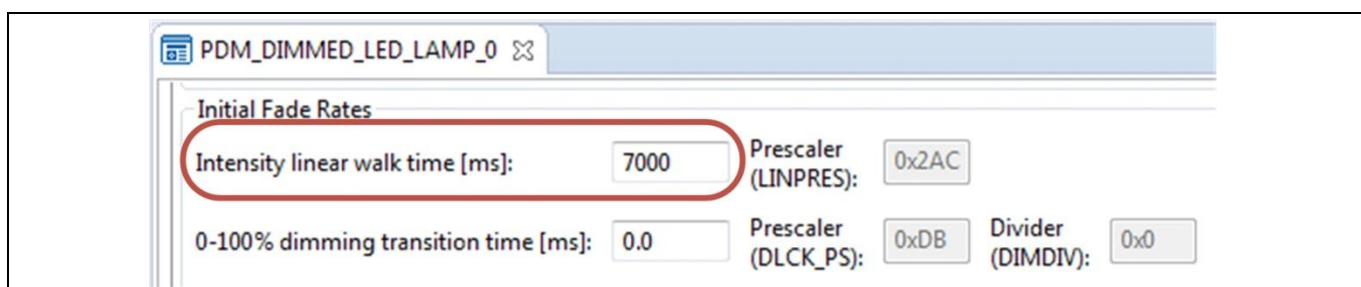 PDM_DIMMED_LED_LAMP_0
Initial Fade Rates
Intensity linear walk time [ms]: 7000 Prescaler (LINPRES): 0x2AC
0-100% dimming transition time [ms]: 0.0 Prescaler (DLCK_PS): 0xDB Divider (DIMDIV): 0x0